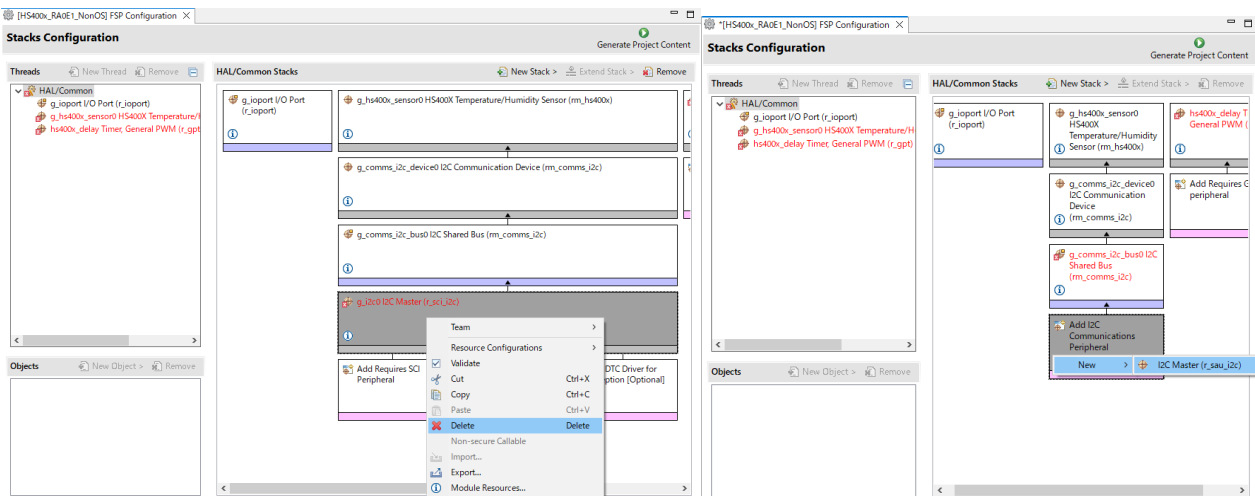 [HS400x_RA0E1_NonOS] FSP Configuration
Stacks Configuration
Generate Project Content
Threads
New Thread
Remove
HAL/Common
g_ioport I/O Port (r_ioport)
g_hs400x_sensor0 HS400X Temperature/H
hs400x_delay Timer, General PWM (r_gpt
Objects
New Object >
Remove
HAL/Common Stacks
New Stack >
Extend Stack >
Remove
g_ioport I/O Port
(r_ioport)
g_hs400x_sensor0 HS400X Temperature/Humidity Sensor (rm_hs400x)
g_comms_i2c_device0 I2C Communication Device (rm_comms_i2c)
g_comms_i2c_bus0 I2C Shared Bus (rm_comms_i2c)
g_i2c0 I2C Master (r_sci_i2c)
Add Requires SCI
Peripheral
DTC Driver for
ption [Optional]
Team
Resource Configurations
Validate
Cut Ctrl+X
Copy Ctrl+C
Paste Ctrl+V
Delete Delete
Non-secure Callable
Import...
Export...
Module Resources...
*[HS400x_RA0E1_NonOS] FSP Configuration
Stacks Configuration
Generate Project Content
Threads
New Thread
Remove
HAL/Common
g_ioport I/O Port (r_ioport)
g_hs400x_sensor0 HS400X Temperature/H
hs400x_delay Timer, General PWM (r_gpt)
Objects
New Object >
Remove
HAL/Common Stacks
New Stack >
Extend Stack >
Remove
g_ioport I/O Port
(r_ioport)
g_hs400x_sensor0
HS400X
Temperature/Humidity
Sensor (rm_hs400x)
hs400x_delay T
General PWM (
g_comms_i2c_device0
I2C Communication
Device
(rm_comms_i2c)
Add Requires G
peripheral
g_comms_i2c_bus0 I2C
Shared Bus
(rm_comms_i2c)
Add I2C
Communications
Peripheral
New
I2C Master (r_sau_i2c)